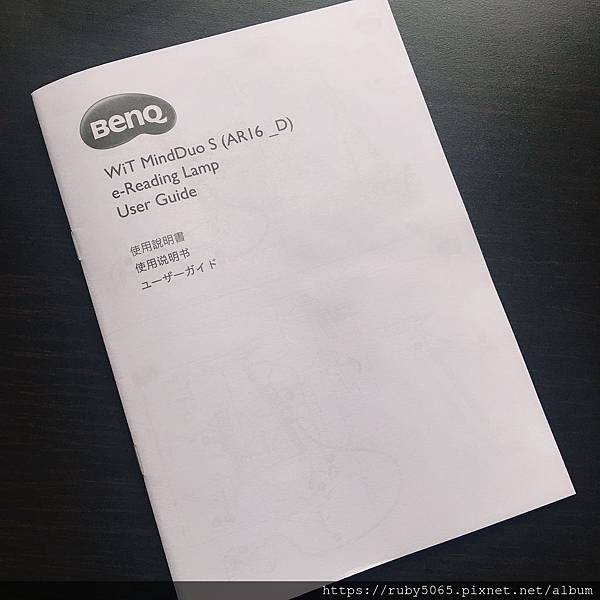 BenQ
WiT MindDuo S (AR16 _D)
e-Reading Lamp
User Guide
使用說明書
使用说明书
ユーザーガイド
https://ruby5065.pixnet.net/album